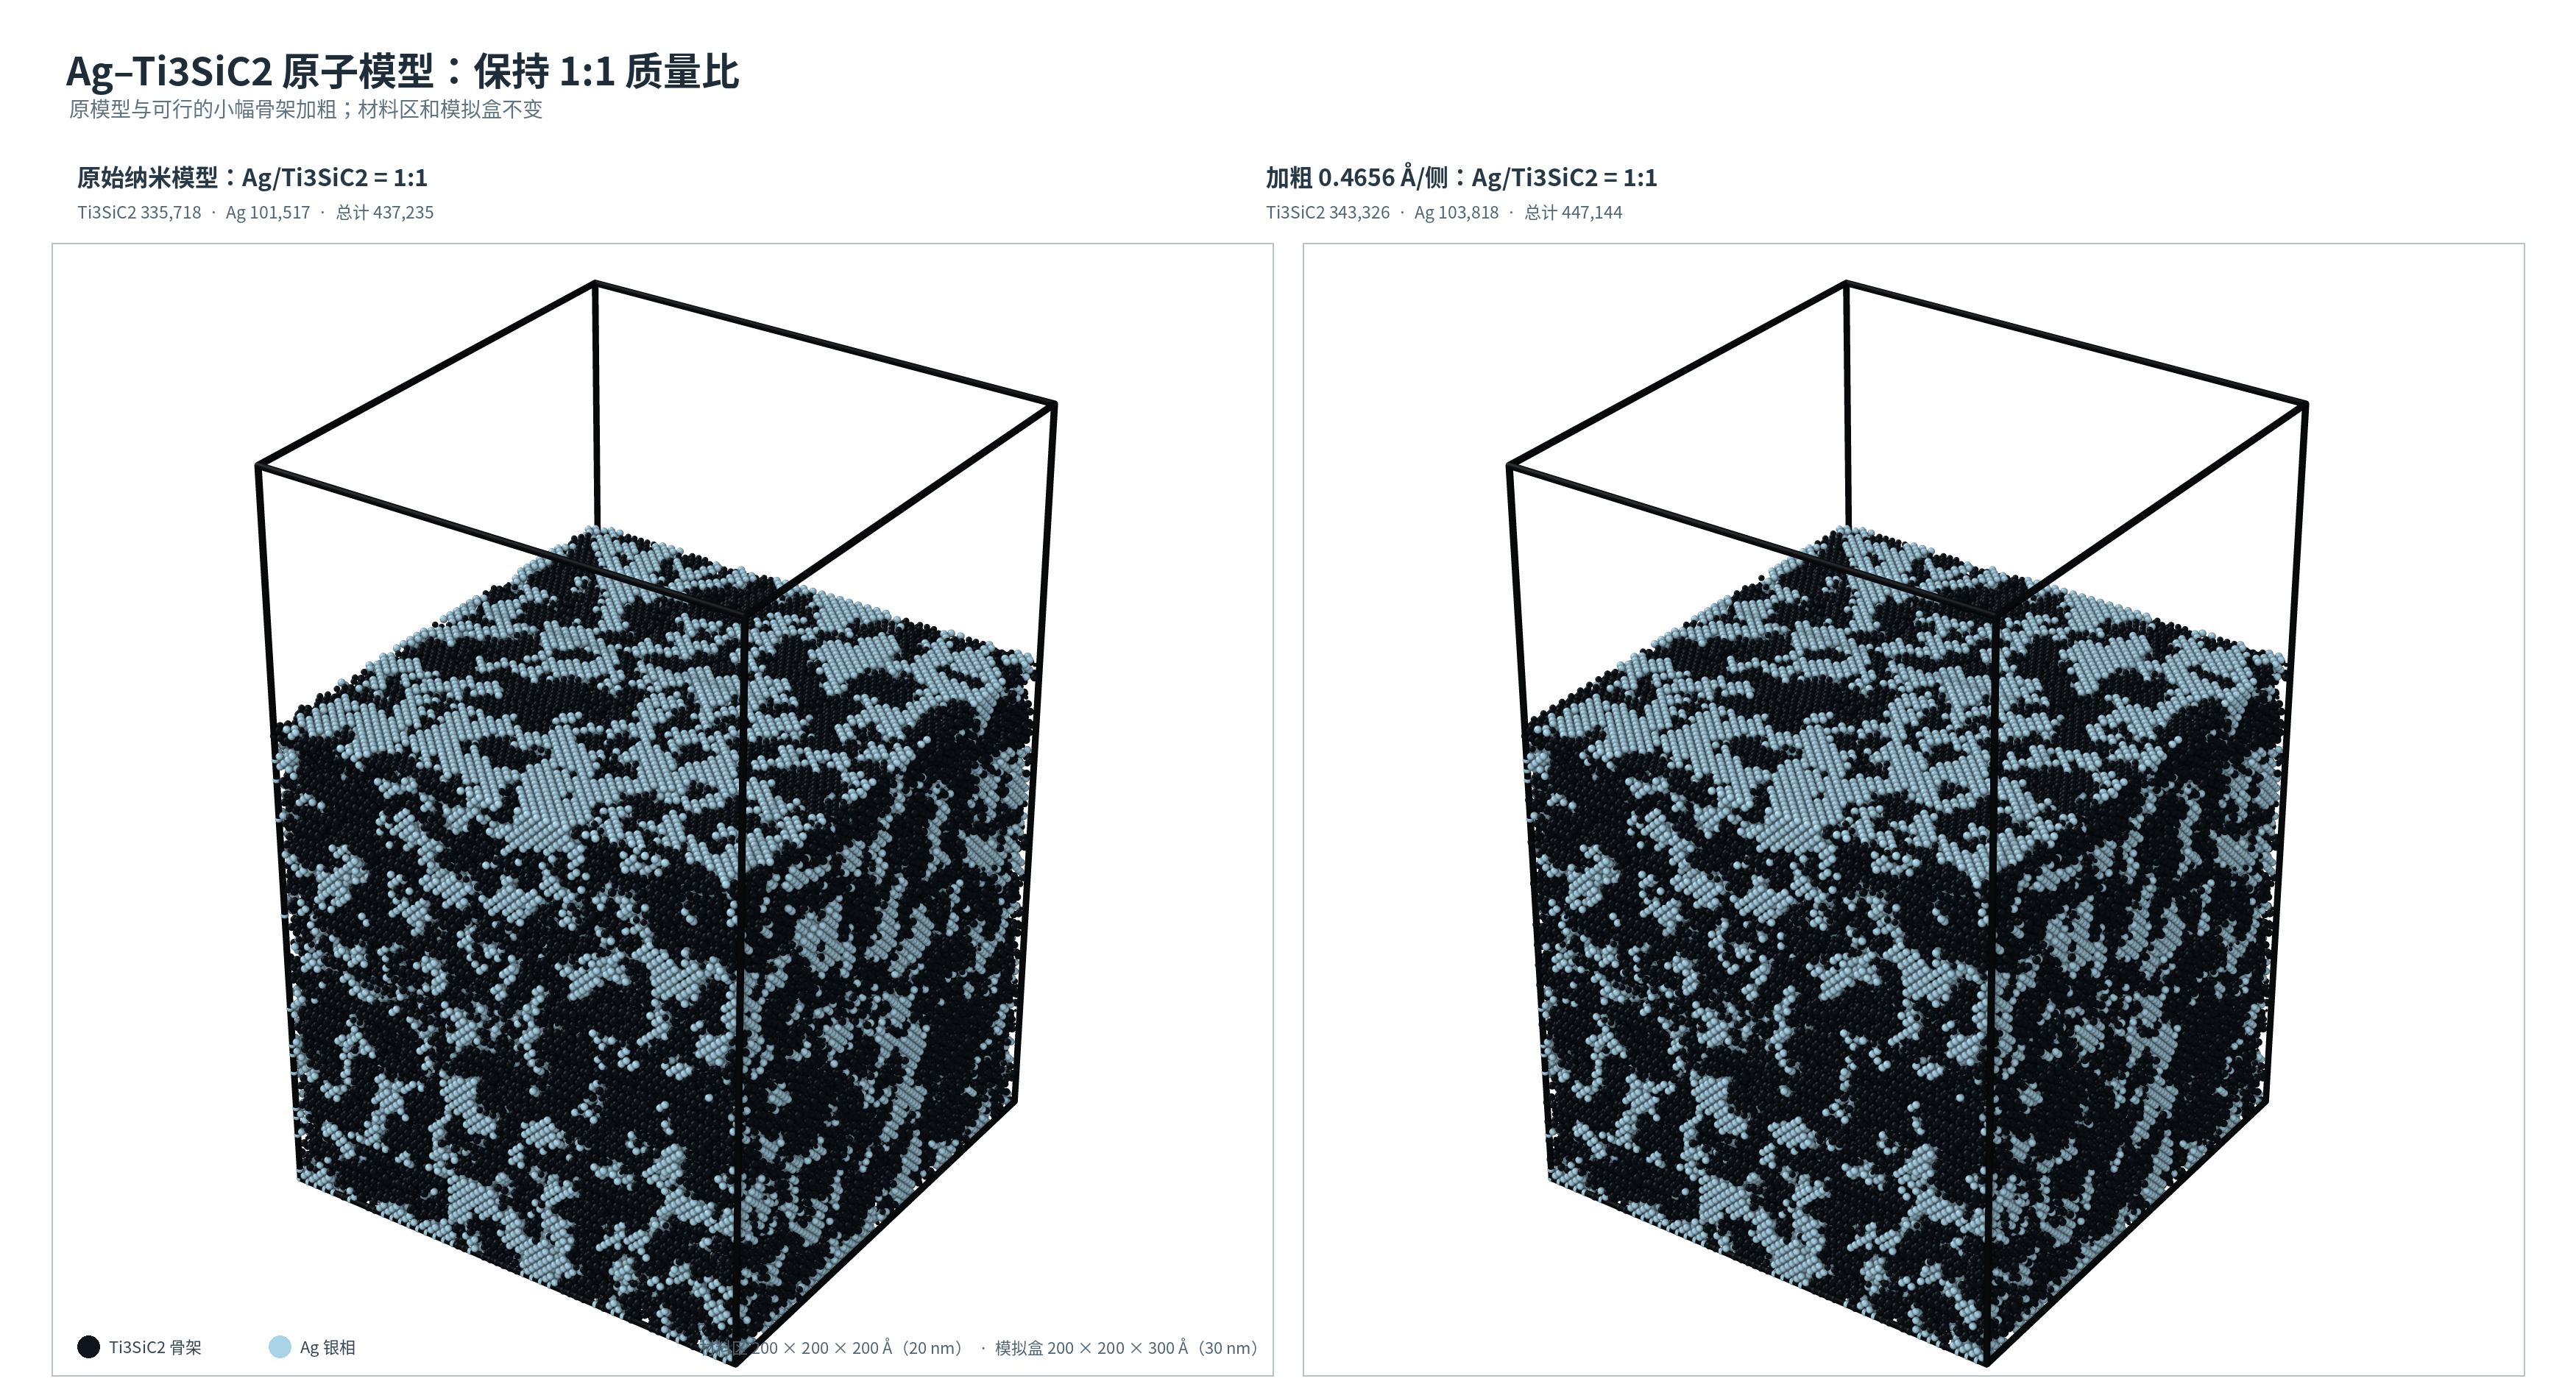 Ag–Ti3SiC2 原子模型：保持 1:1 质量比
原模型与可行的小幅骨架加粗；材料区和模拟盒不变
原始纳米模型：Ag/Ti3SiC2 = 1:1
Ti3SiC2 335,718 · Ag 101,517 · 总计 437,235
加粗 0.4656 Å/侧：Ag/Ti3SiC2 = 1:1
Ti3SiC2 343,326 · Ag 103,818 · 总计 447,144
Ti3SiC2 骨架
Ag 银相
200 × 200 × 200 Å（20 nm） · 模拟盒 200 × 200 × 300 Å（30 nm）